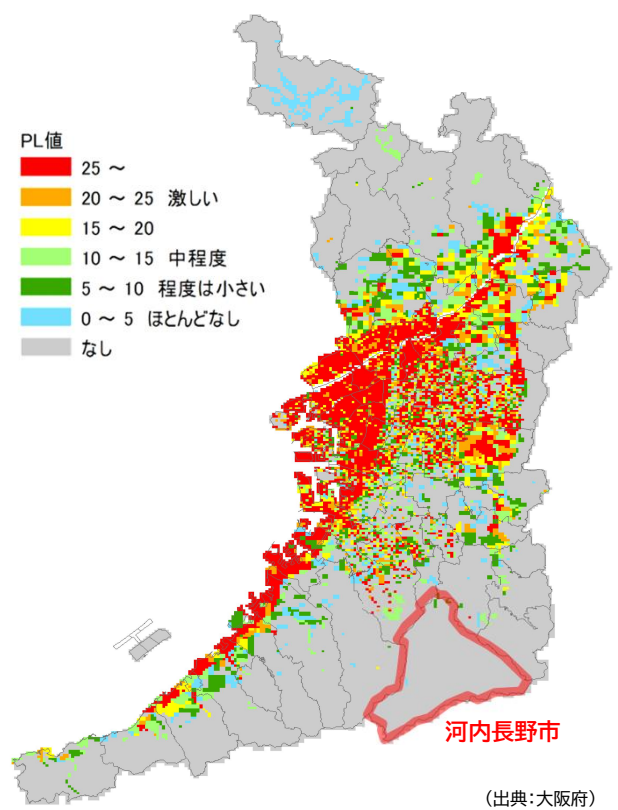 PL値
25 ～
20 ～ 25 激しい
15 ～ 20
10 ～ 15 中程度
5 ～ 10 程度は小さい
0 ～ 5 ほとんどなし
なし
河内長野市
（出典：大阪府）